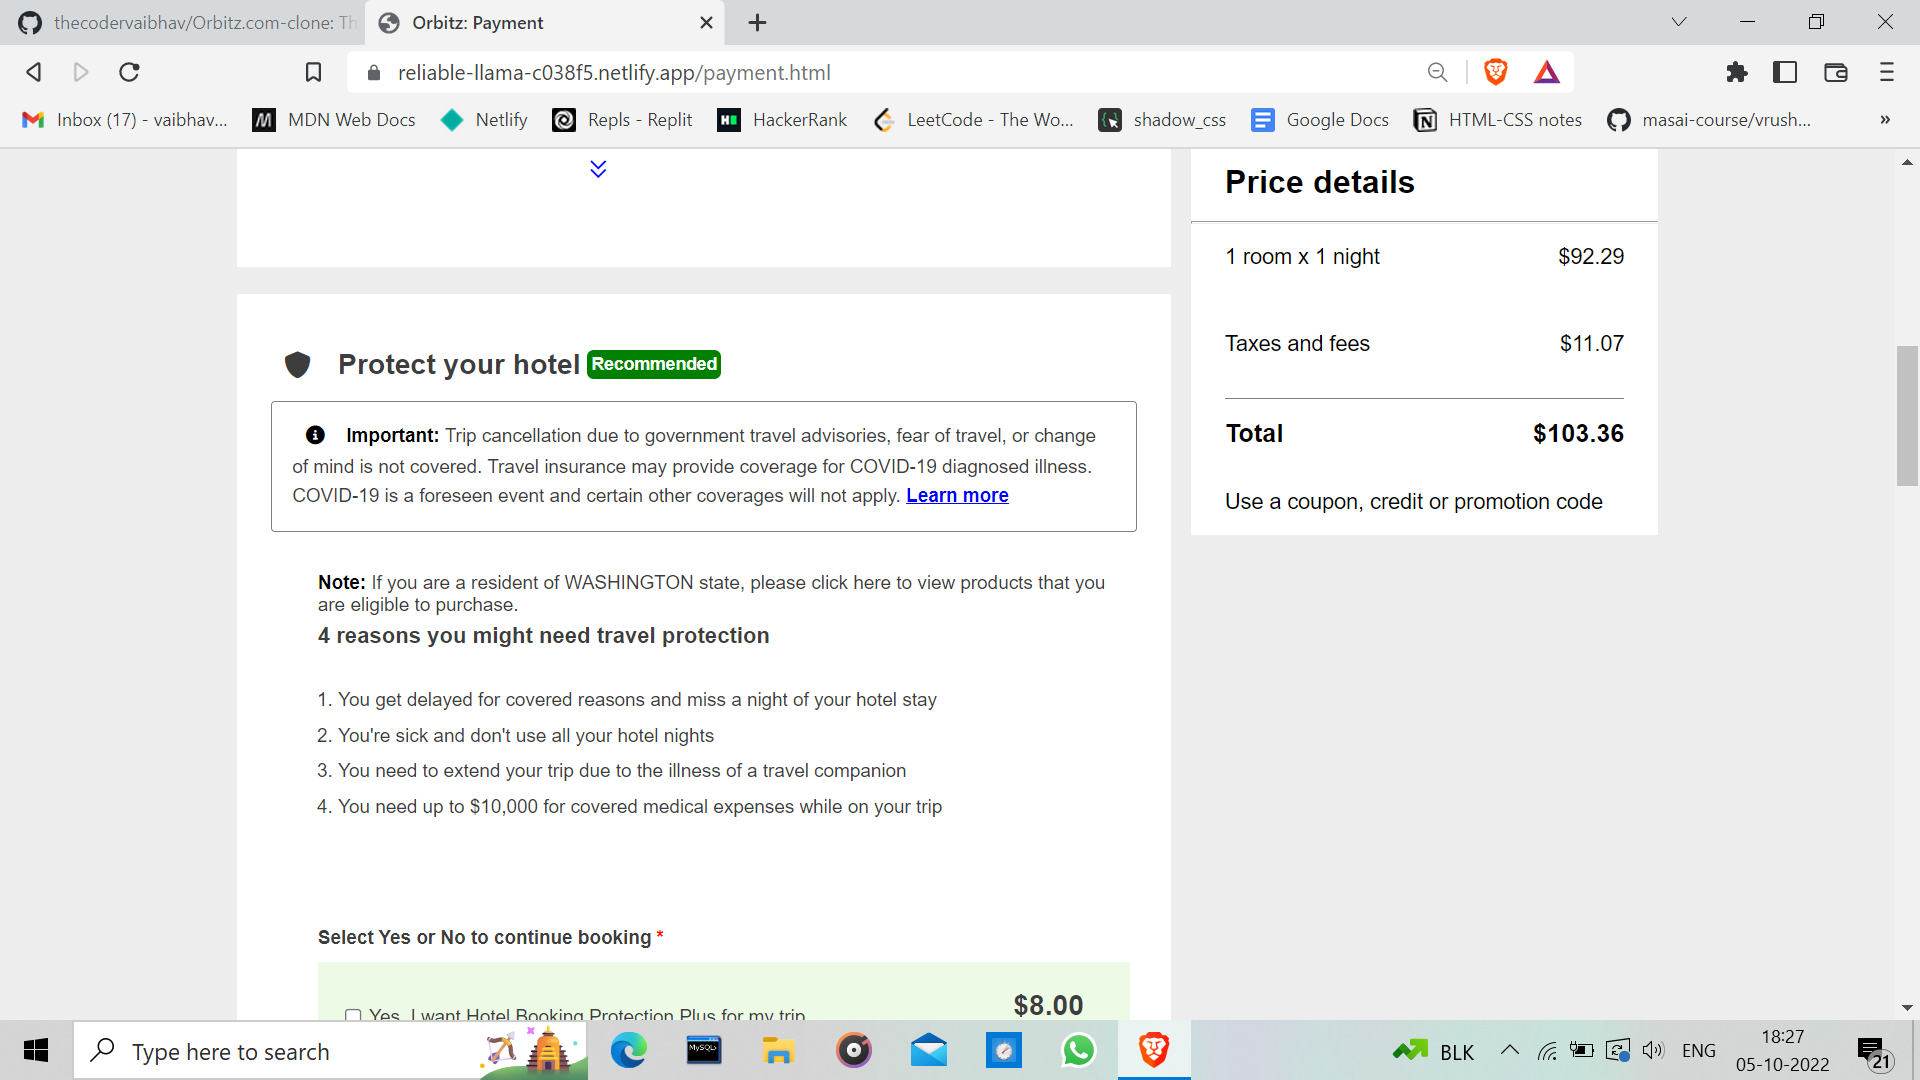 thecodervaibhav/Orbitz.com-clone: Th
Orbitz: Payment
reliable-llama-c038f5.netlify.app/payment.html
Inbox (17) - vaibhav...
MDN Web Docs
Netlify
Repls - Replit
HackerRank
LeetCode - The Wo...
shadow_css
Google Docs
HTML-CSS notes
masai-course/vrush...
»
Protect your hotel Recommended
Important: Trip cancellation due to government travel advisories, fear of travel, or change
of mind is not covered. Travel insurance may provide coverage for COVID-19 diagnosed illness.
COVID-19 is a foreseen event and certain other coverages will not apply. Learn more
Note: If you are a resident of WASHINGTON state, please click here to view products that you
are eligible to purchase.
4 reasons you might need travel protection
1. You get delayed for covered reasons and miss a night of your hotel stay
2. You're sick and don't use all your hotel nights
3. You need to extend your trip due to the illness of a travel companion
4. You need up to $10,000 for covered medical expenses while on your trip
Select Yes or No to continue booking *
Yes, I want Hotel Booking Protection Plus for my trip
$8.00
Price details
1 room x 1 night $92.29
Taxes and fees $11.07
Total $103.36
Use a coupon, credit or promotion code
Type here to search
MySQL
BLK
ENG
18:27
05-10-2022
21